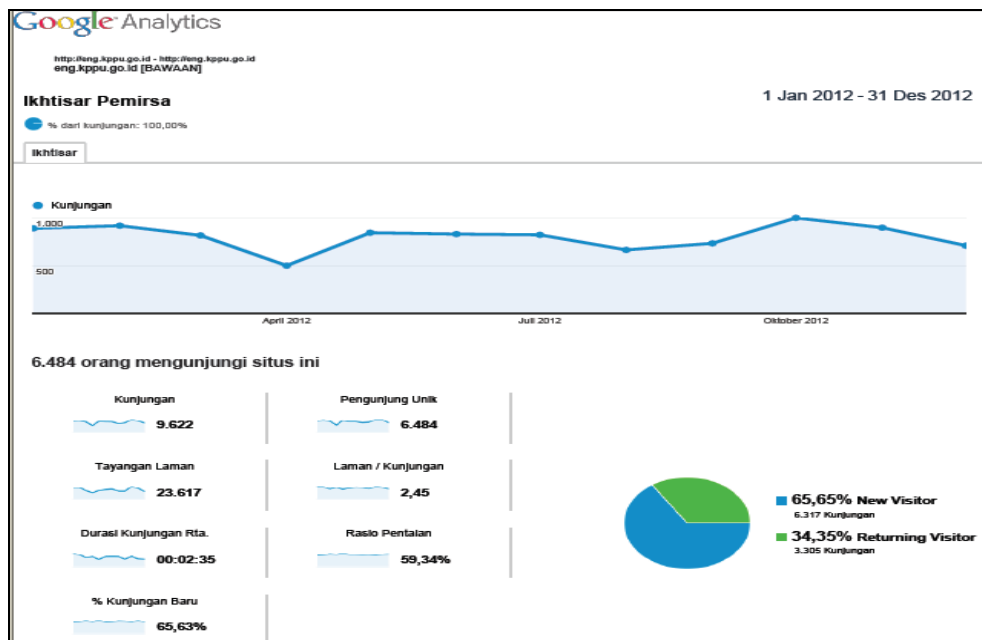 Google Analytics
http://eng.kppu.go.id - http://eng.kppu.go.id
eng.kppu.go.id [BAWAAN]
Ikhtisar Pemirsa
1 Jan 2012 - 31 Des 2012
% dari kunjungan: 100,00%
Ikhtisar
Kunjungan
1.000
500
April 2012
Juli 2012
Oktober 2012
6.484 orang mengunjungi situs ini
Kunjungan
9.622
Pengunjung Unik
6.484
Tayangan Laman
23.617
Laman / Kunjungan
2,45
Durasi Kunjungan Rta.
00:02:35
Rasio Pentalan
59,34%
% Kunjungan Baru
65,63%
65,65% New Visitor
6.317 Kunjungan
34,35% Returning Visitor
3.305 Kunjungan